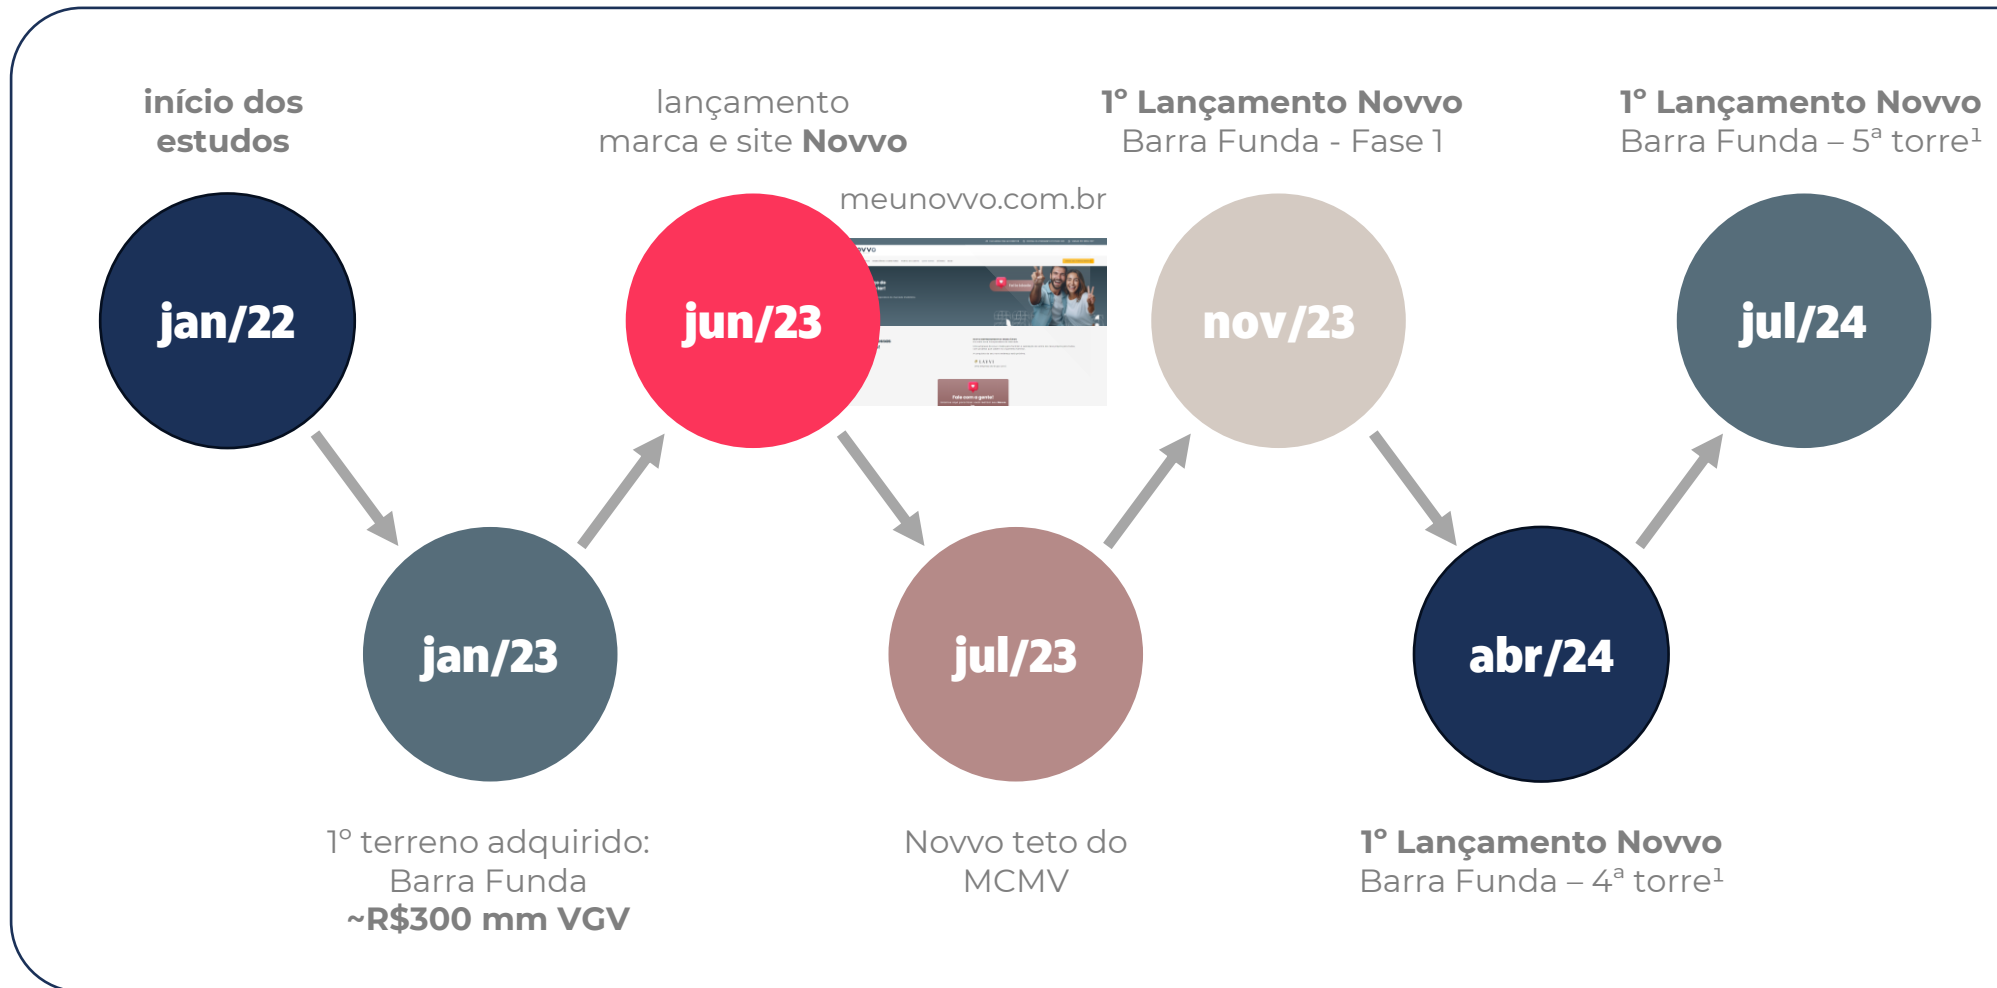 início dos
estudos
lançamento
marca e site Novvo
1º Lançamento Novvo
Barra Funda - Fase 1
1º Lançamento Novvo
Barra Funda – 5ª torre¹
meunovvo.com.br
jan/22
jun/23
nov/23
jul/24
Fale com a gente!
jan/23
jul/23
abr/24
1º terreno adquirido:
Barra Funda
~R$300 mm VGV
Novvo teto do
MCMV
1º Lançamento Novvo
Barra Funda – 4ª torre¹